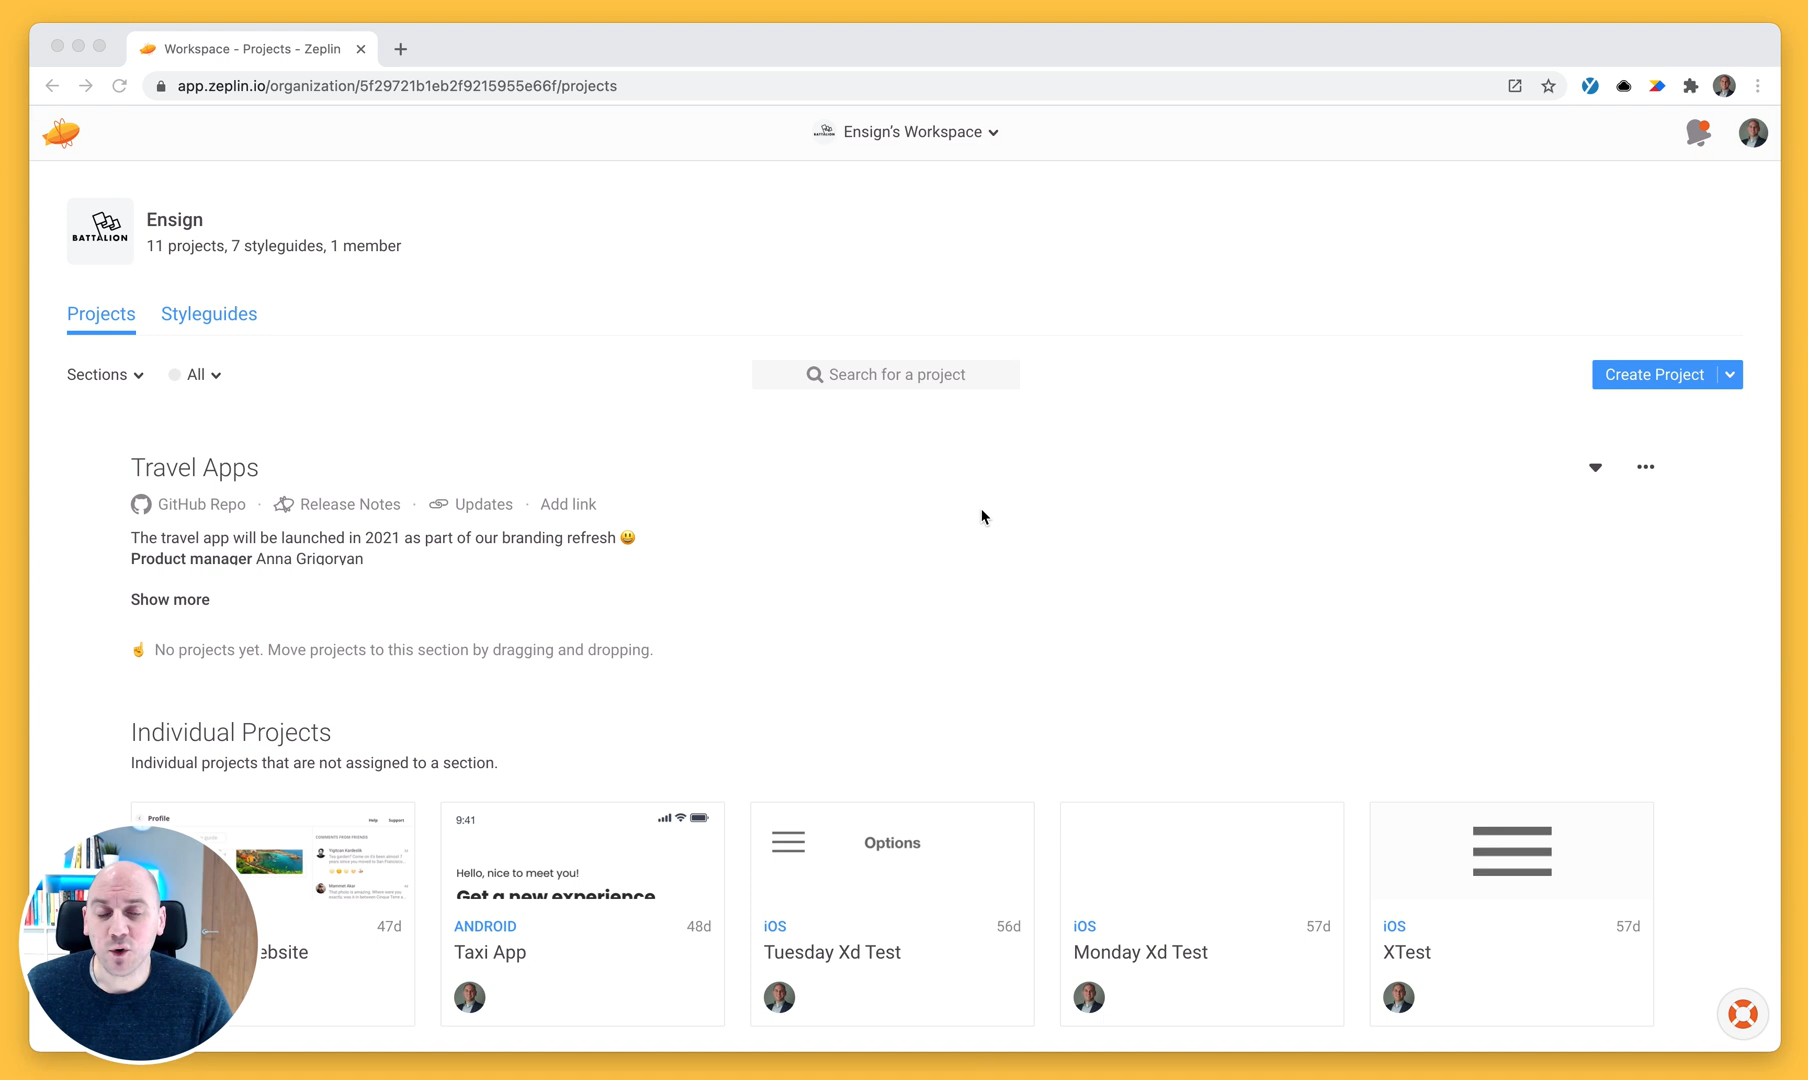 Workspace - Projects - Zeplin
app.zeplin.io/organization/5f29721b1eb2f9215955e66f/projects
Ensign's Workspace
BATTALION
Ensign
11 projects, 7 styleguides, 1 member
Projects Styleguides
Sections All Search for a project Create Project
Travel Apps
GitHub Repo · Release Notes · Updates · Add link
The travel app will be launched in 2021 as part of our branding refresh 😃
Product manager Anna Grigoryan
Show more
☝️ No projects yet. Move projects to this section by dragging and dropping.
Individual Projects
Individual projects that are not assigned to a section.
Profile Help Support
COMMENTS FROM FRIENDS
9:41
Hello, nice to meet you!
Get a new experience
Options
47d
ebsite
ANDROID 48d
Taxi App
iOS 56d
Tuesday Xd Test
iOS 57d
Monday Xd Test
iOS 57d
XTest